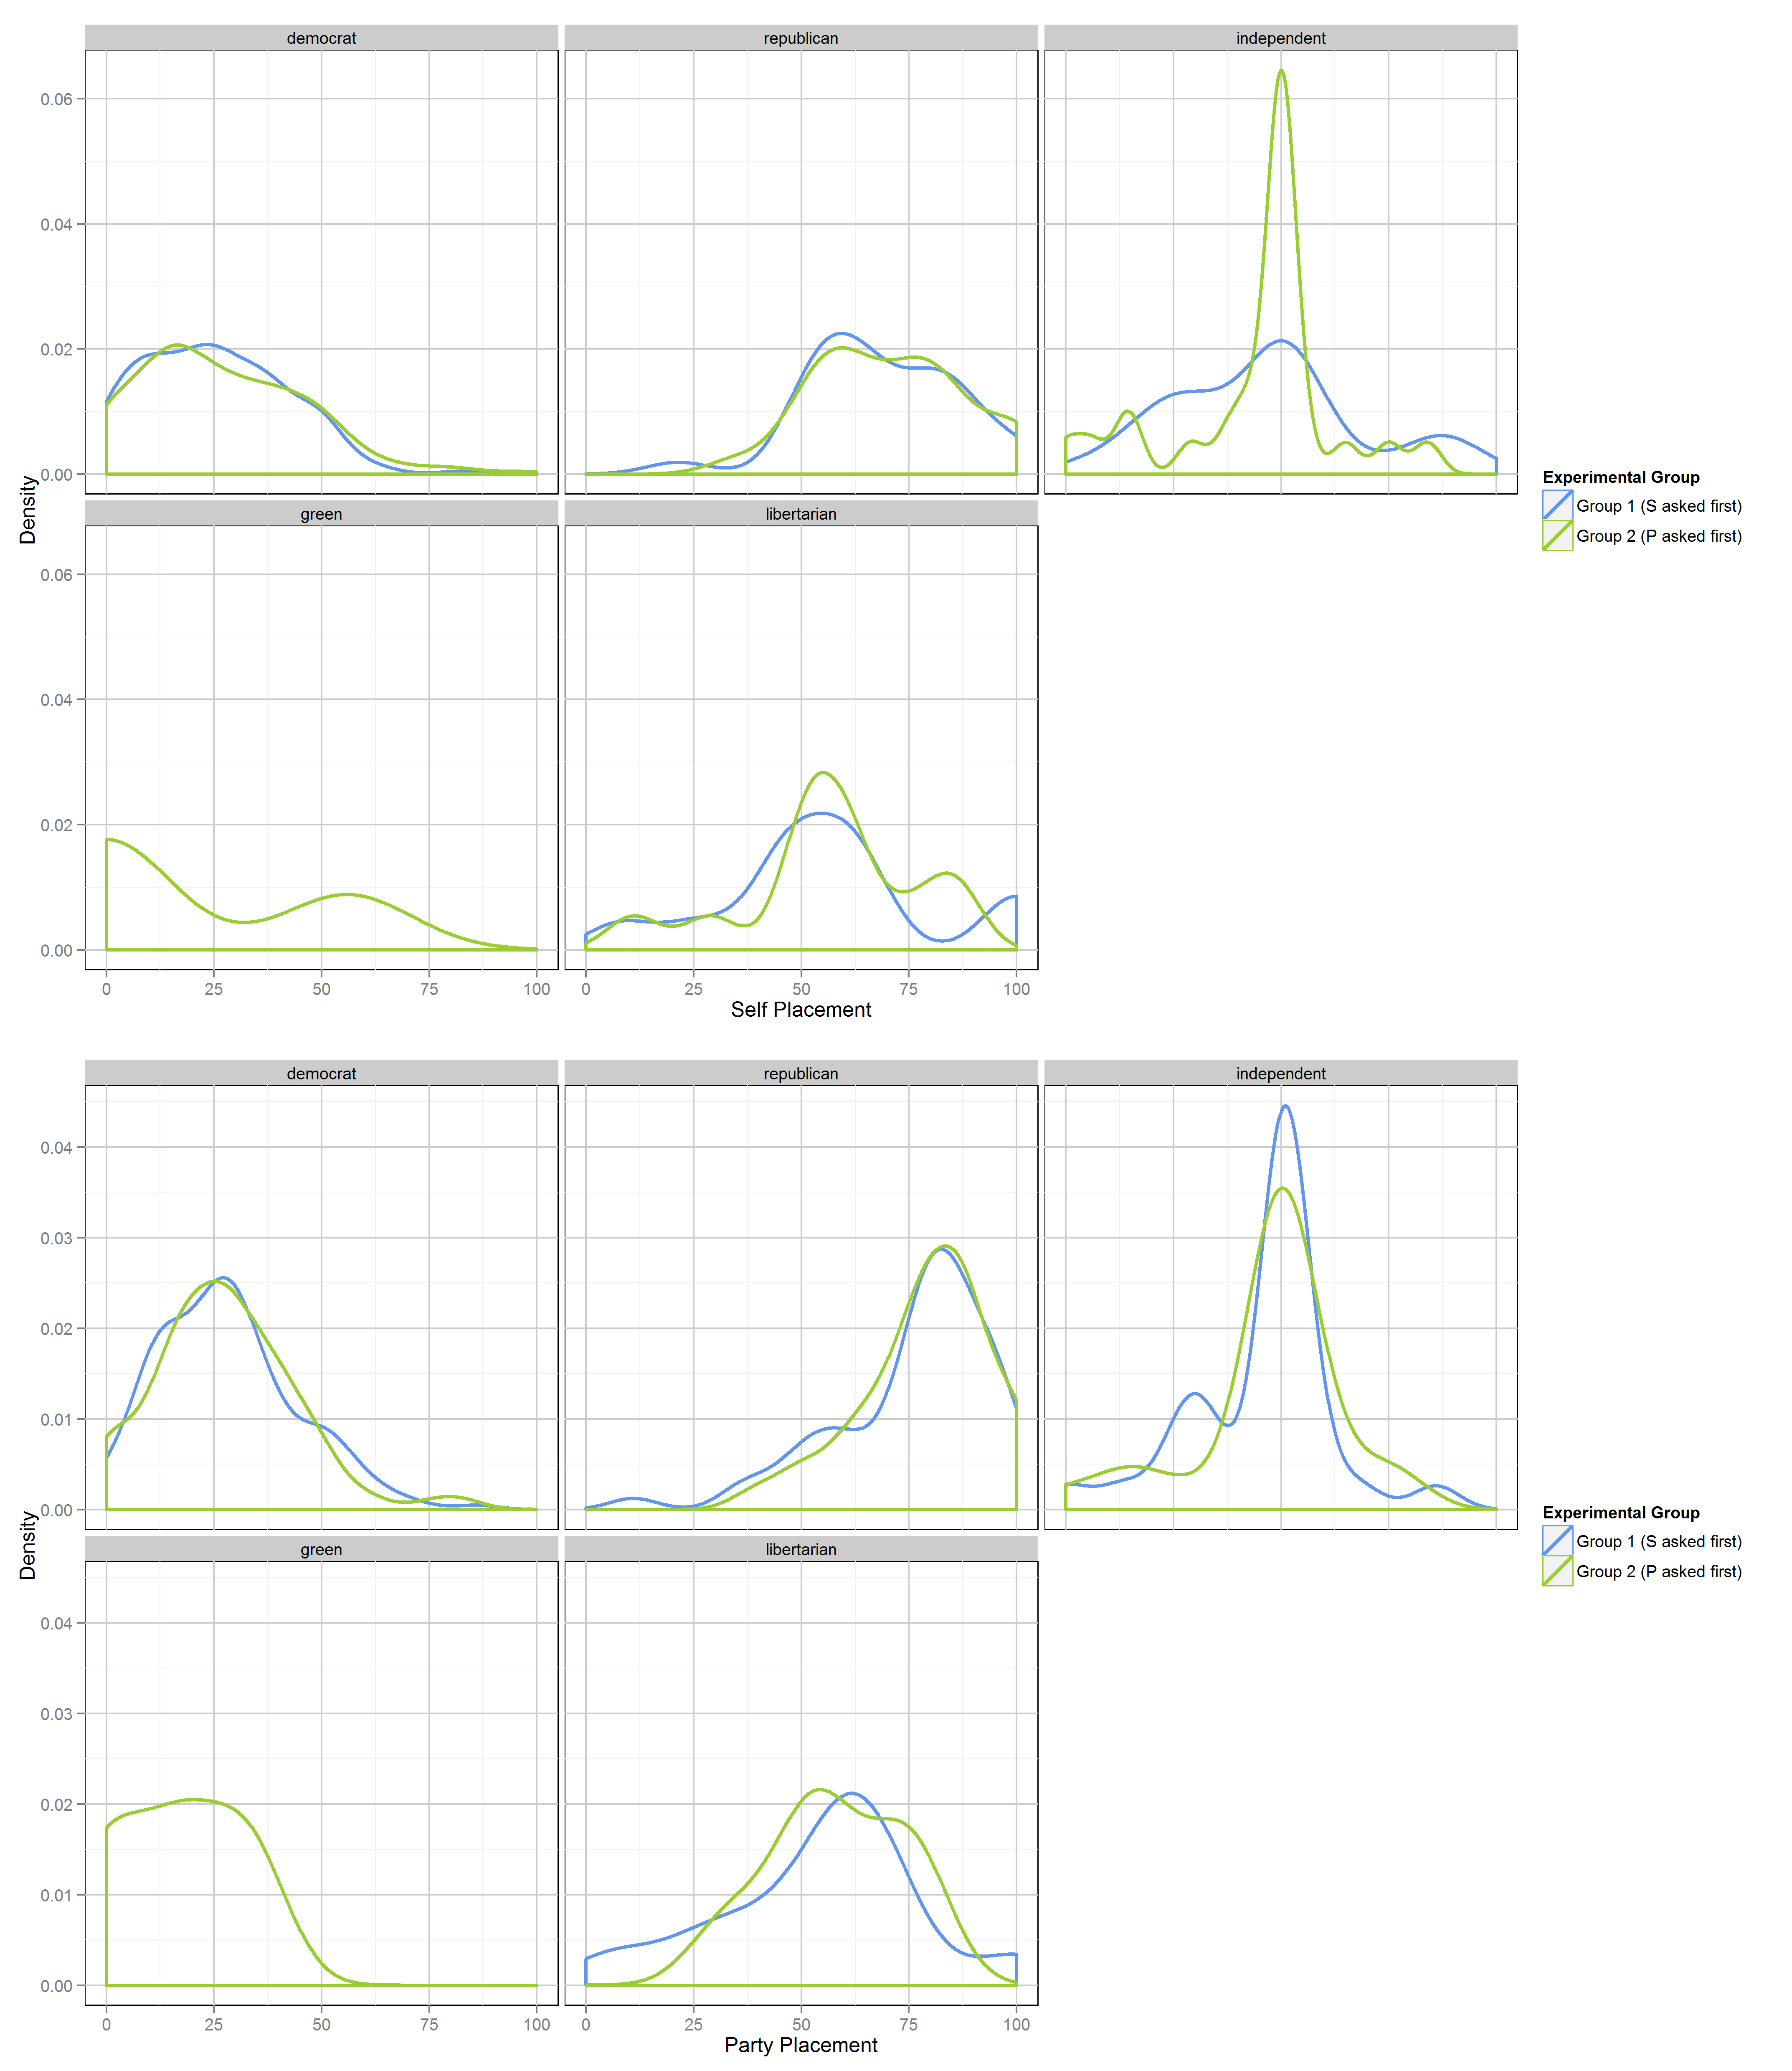 democrat republican independent
0.06
0.04
0.02
0.00
Density
green libertarian
0.06
0.04
0.02
0.00
0 25 50 75 100 0 25 50 75 100
Self Placement
Experimental Group
Group 1 (S asked first)
Group 2 (P asked first)
democrat republican independent
0.04
0.03
0.02
0.01
0.00
Density
green libertarian
0.04
0.03
0.02
0.01
0.00
0 25 50 75 100 0 25 50 75 100
Party Placement
Experimental Group
Group 1 (S asked first)
Group 2 (P asked first)